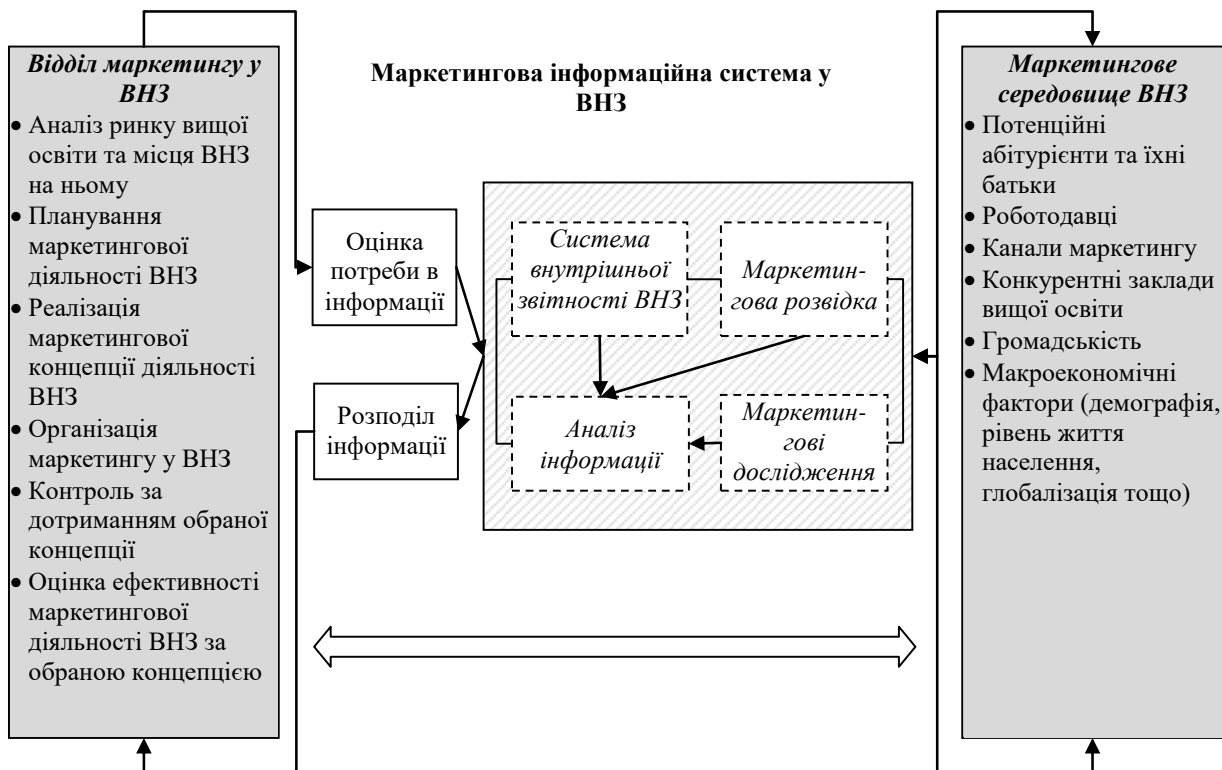 Відділ маркетингу у
ВНЗ
• Аналіз ринку вищої
освіти та місця ВНЗ
на ньому
• Планування
маркетингової
діяльності ВНЗ
• Реалізація
маркетингової
концепції діяльності
ВНЗ
• Організація
маркетингу у ВНЗ
• Контроль за
дотриманням обраної
концепції
• Оцінка ефективності
маркетингової
діяльності ВНЗ за
обраною концепцією
Маркетингова інформаційна система у
ВНЗ
Оцінка
потреби в
інформації
Розподіл
інформації
Система
внутрішньої
звітності ВНЗ
Маркетин-
гова розвідка
Аналіз
інформації
Маркетин-
гові
дослідження
Маркетингове
середовище ВНЗ
• Потенційні
абітурієнти та їхні
батьки
• Роботодавці
• Канали маркетингу
• Конкурентні заклади
вищої освіти
• Громадськість
• Макроекономічні
фактори (демографія,
рівень життя
населення,
глобалізація тощо)